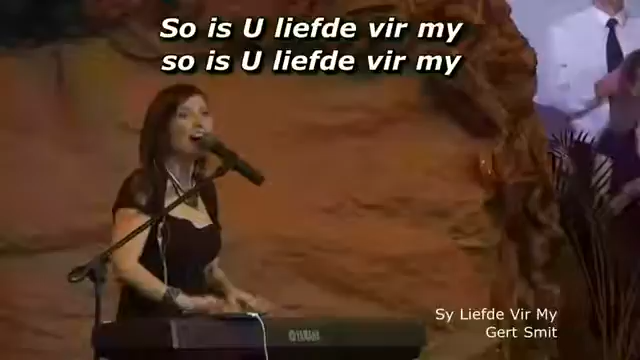 So is U liefde vir my
so is U liefde vir my
YAMAHA
Sy Liefde Vir My
Gert Smit